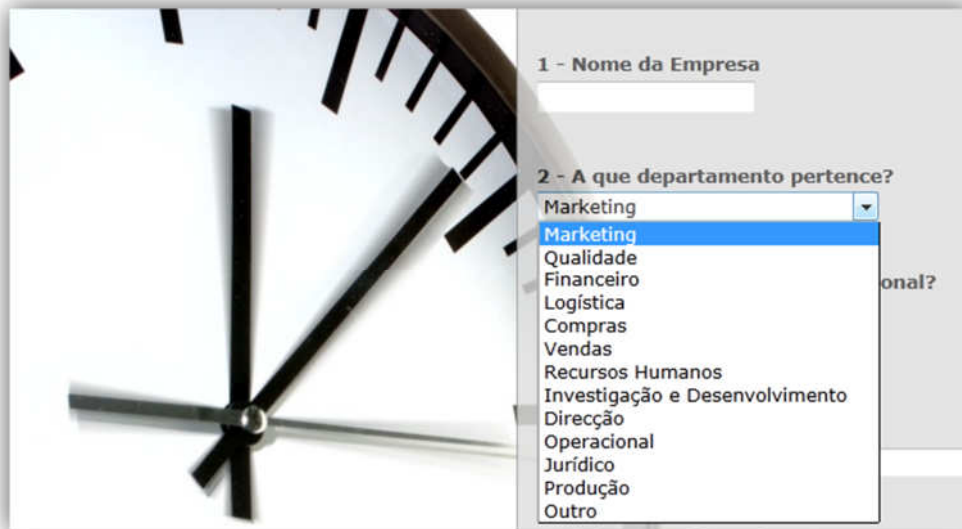 1 - Nome da Empresa
2 - A que departamento pertence?
Marketing
Marketing
Qualidade
Financeiro
onal?
Logística
Compras
Vendas
Recursos Humanos
Investigação e Desenvolvimento
Direcção
Operacional
Jurídico
Produção
Outro